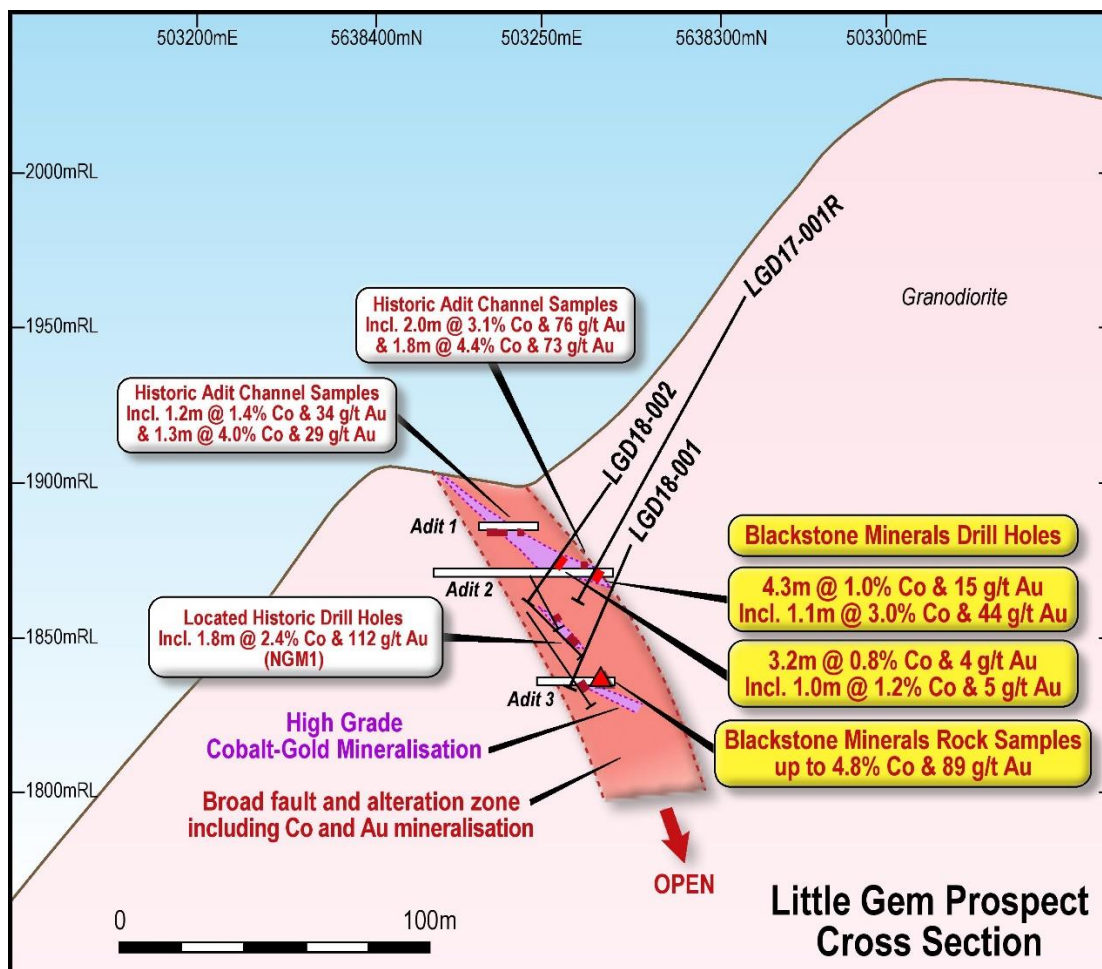 503200mE
5638400mN
503250mE
5638300mN
503300mE
2000mRL
1950mRL
1900mRL
1850mRL
1800mRL
LGD17-001R
Granodiorite
Historic Adit Channel Samples
Incl. 2.0m @ 3.1% Co & 76 g/t Au
& 1.8m @ 4.4% Co & 73 g/t Au
Historic Adit Channel Samples
Incl. 1.2m @ 1.4% Co & 34 g/t Au
& 1.3m @ 4.0% Co & 29 g/t Au
LGD18-002
LGD18-001
Adit 1
Adit 2
Adit 3
Blackstone Minerals Drill Holes
4.3m @ 1.0% Co & 15 g/t Au
Incl. 1.1m @ 3.0% Co & 44 g/t Au
Located Historic Drill Holes
Incl. 1.8m @ 2.4% Co & 112 g/t Au
(NGM1)
3.2m @ 0.8% Co & 4 g/t Au
Incl. 1.0m @ 1.2% Co & 5 g/t Au
High Grade
Cobalt-Gold Mineralisation
Blackstone Minerals Rock Samples
up to 4.8% Co & 89 g/t Au
Broad fault and alteration zone
including Co and Au mineralisation
OPEN
0
100m
Little Gem Prospect
Cross Section